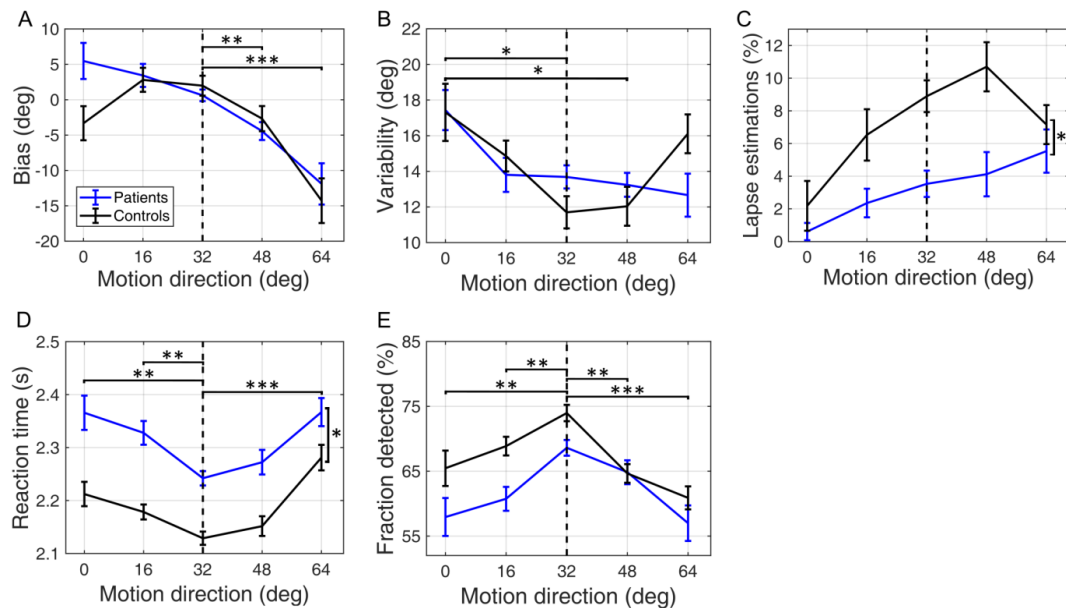 A
Bias (deg)
10
5
0
-5
-10
-15
-20
**
***
Patients
Controls
0 16 32 48 64
Motion direction (deg)
B
Variability (deg)
22
20
18
16
14
12
10
*
*
0 16 32 48 64
Motion direction (deg)
C
Lapse estimations (%)
12
10
8
6
4
2
0
*
0 16 32 48 64
Motion direction (deg)
D
Reaction time (s)
2.5
2.4
2.3
2.2
2.1
**
**
***
*
0 16 32 48 64
Motion direction (deg)
E
Fraction detected (%)
85
75
65
55
**
**
**
***
0 16 32 48 64
Motion direction (deg)